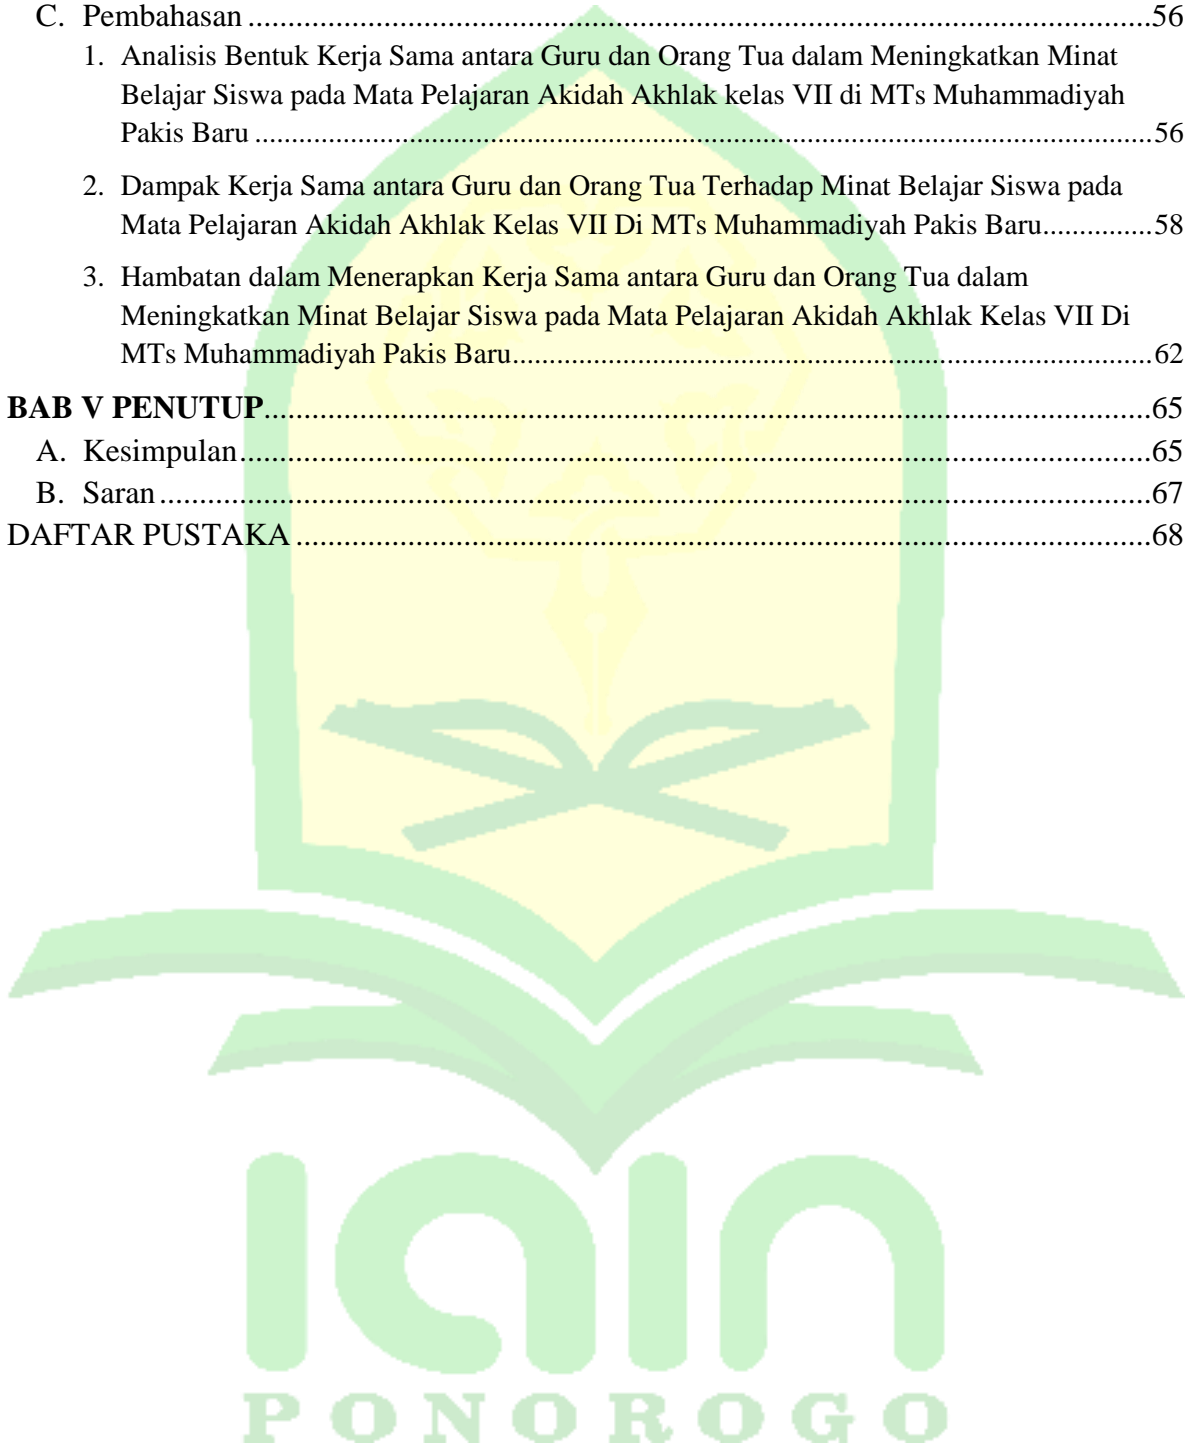 C. Pembahasan ........................................................................................................................56
1. Analisis Bentuk Kerja Sama antara Guru dan Orang Tua dalam Meningkatkan Minat
Belajar Siswa pada Mata Pelajaran Akidah Akhlak kelas VII di MTs Muhammadiyah
Pakis Baru ........................................................................................................................56
2. Dampak Kerja Sama antara Guru dan Orang Tua Terhadap Minat Belajar Siswa pada
Mata Pelajaran Akidah Akhlak Kelas VII Di MTs Muhammadiyah Pakis Baru...............58
3. Hambatan dalam Menerapkan Kerja Sama antara Guru dan Orang Tua dalam
Meningkatkan Minat Belajar Siswa pada Mata Pelajaran Akidah Akhlak Kelas VII Di
MTs Muhammadiyah Pakis Baru.......................................................................................62
BAB V PENUTUP....................................................................................................................65
A. Kesimpulan........................................................................................................................65
B. Saran ..................................................................................................................................67
DAFTAR PUSTAKA ...............................................................................................................68
iain
PONOROGO